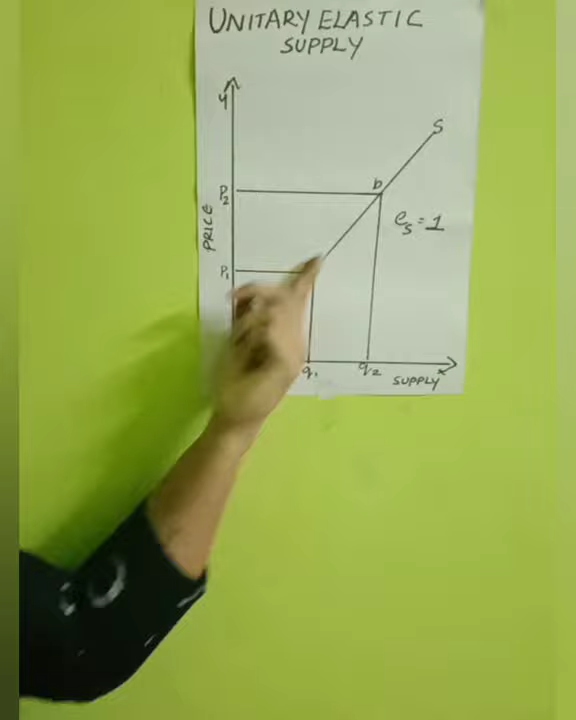 UNITARY ELASTIC
SUPPLY
y
S
b
P2
es = 1
PRICE
P1
q1
q2
x
SUPPLY